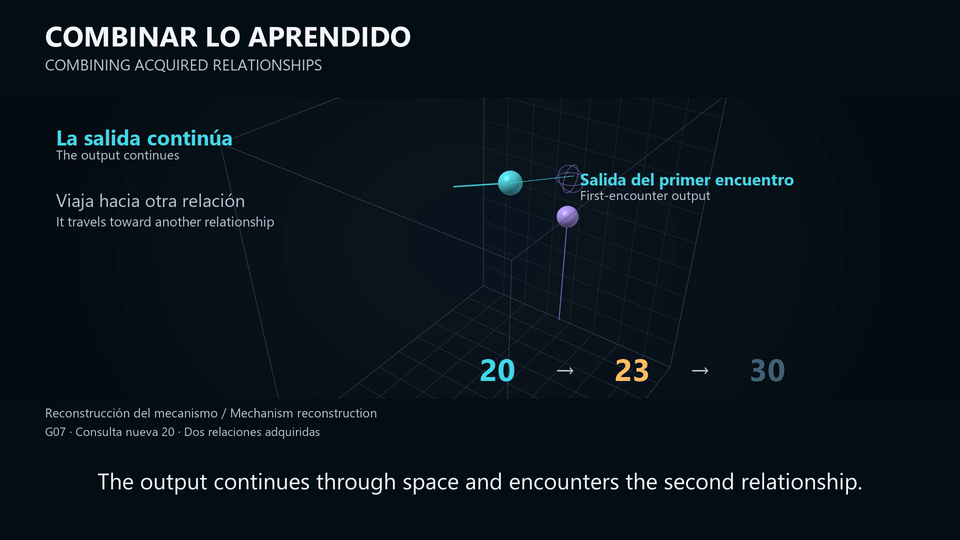 COMBINAR LO APRENDIDO
COMBINING ACQUIRED RELATIONSHIPS
La salida continúa
The output continues
Viaja hacia otra relación
It travels toward another relationship
Salida del primer encuentro
First-encounter output
20 → 23 → 30
Reconstrucción del mecanismo / Mechanism reconstruction
G07 · Consulta nueva 20 · Dos relaciones adquiridas
The output continues through space and encounters the second relationship.